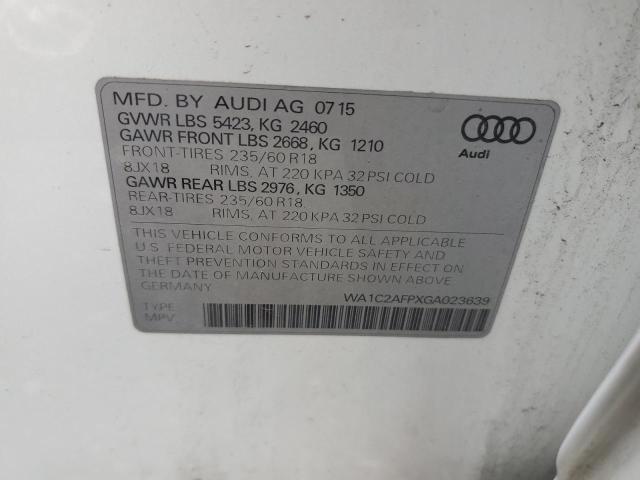 MFD. BY AUDI AG 07 15
GVWR LBS 5423, KG 2460
GAWR FRONT LBS 2668, KG 1210
FRONT-TIRES 235/60 R18
8JX18 RIMS, AT 220 KPA 32 PSI COLD
GAWR REAR LBS 2976, KG 1350
REAR-TIRES 235/60 R18
8JX18 RIMS, AT 220 KPA 32 PSI COLD
Audi
THIS VEHICLE CONFORMS TO ALL APPLICABLE
U.S. FEDERAL MOTOR VEHICLE SAFETY AND
THEFT PREVENTION STANDARDS IN EFFECT ON
THE DATE OF MANUFACTURE SHOWN ABOVE.
GERMANY
WA1C2AFPXGA023639
TYPE:
MPV